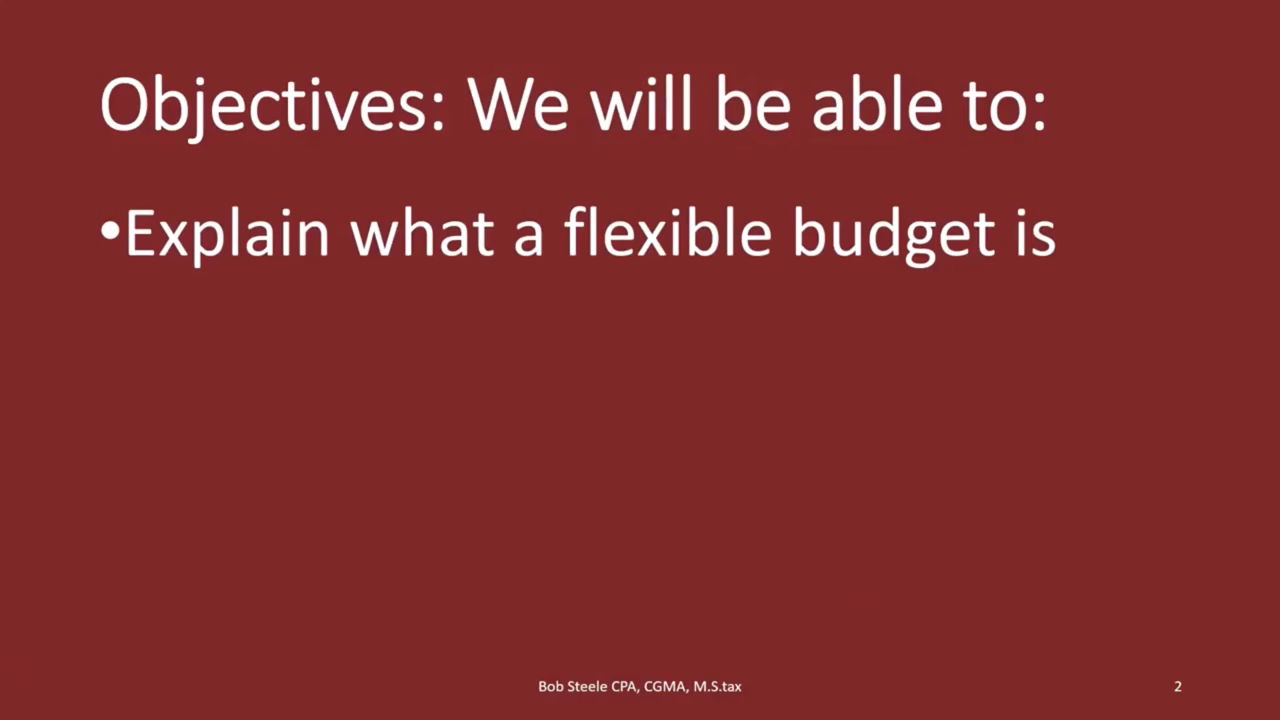 Objectives: We will be able to:
•Explain what a flexible budget is
Bob Steele CPA, CGMA, M.S.tax
2